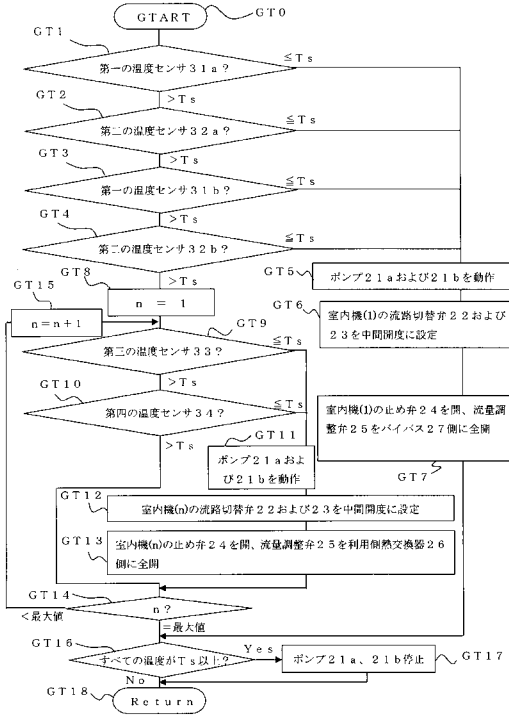 GTART
GT0
GT1
第一の温度センサ31a?
≦Ts
>Ts
GT2
第二の温度センサ32a?
≦Ts
>Ts
GT3
第一の温度センサ31b?
≦Ts
>Ts
GT4
第二の温度センサ32b?
≦Ts
>Ts
GT5
ポンプ21aおよび21bを動作
GT6
室内機(1)の流路切替弁22および
23を中間開度に設定
室内機(1)の止め弁24を開、流量調
整弁25をバイパス27側に全開
GT7
GT8
n = 1
GT15
n=n+1
GT9
第三の温度センサ33?
≦Ts
>Ts
GT10
第四の温度センサ34?
≦Ts
>Ts
GT11
ポンプ21aおよ
び21bを動作
GT12
室内機(n)の流路切替弁22および23を中間開度に設定
GT13
室内機(n)の止め弁24を開、流量調整弁25を利用側熱交換器26
側に全開
GT14
n?
<最大値
=最大値
GT16
すべての温度がTs以上?
Yes
ポンプ21a、21b停止
GT17
No
GT18
Return